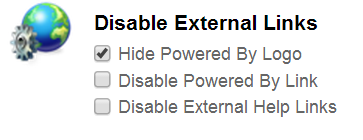 Disable External Links
Hide Powered By Logo
Disable Powered By Link
Disable External Help Links